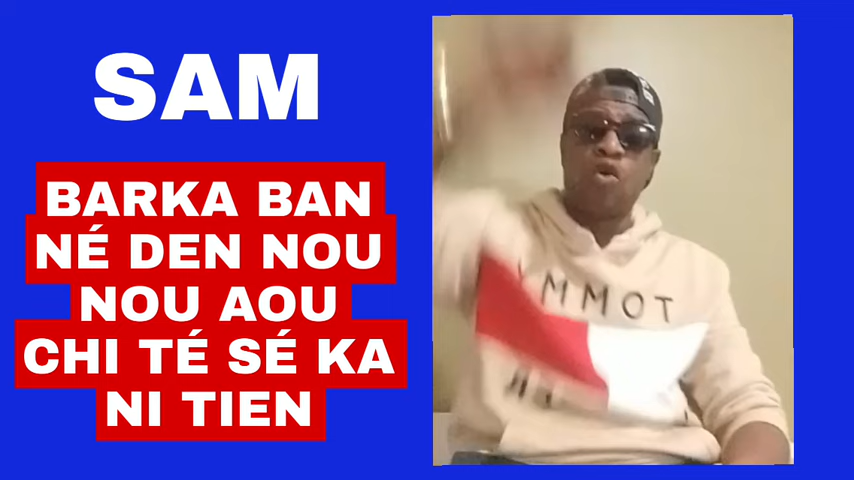 SAM
BARKA BAN
NÉ DEN NOU
NOU AOU
CHI TÉ SÉ KA
NI TIEN
MMOT